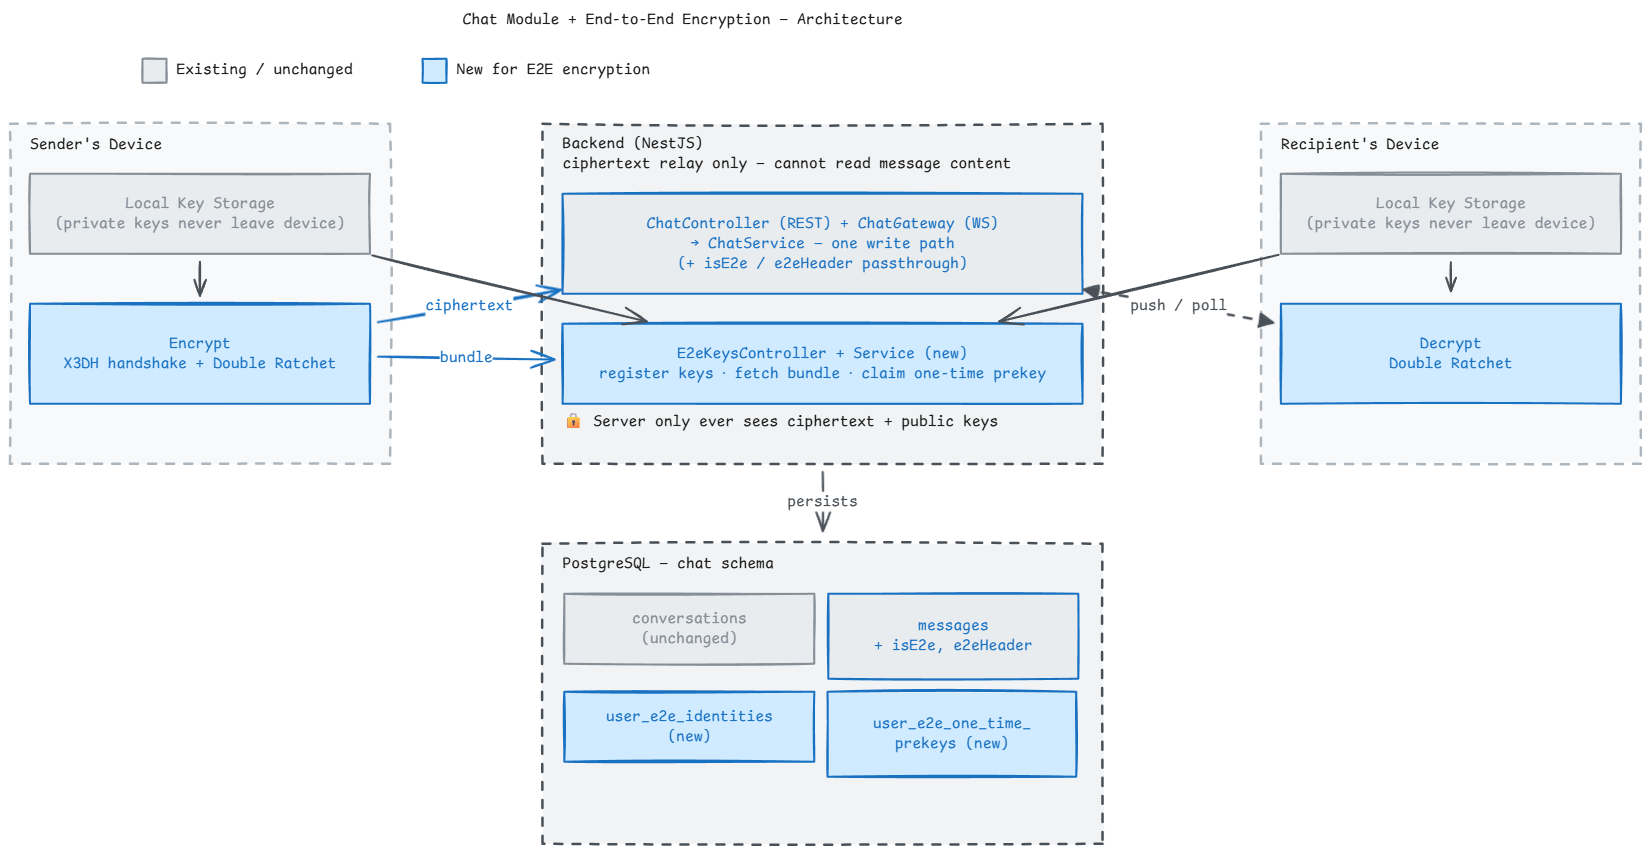 Chat Module + End-to-End Encryption — Architecture
Existing / unchanged
New for E2E encryption
Sender's Device
Local Key Storage
(private keys never leave device)
Encrypt
X3DH handshake + Double Ratchet
ciphertext
bundle
Backend (NestJS)
ciphertext relay only — cannot read message content
ChatController (REST) + ChatGateway (WS)
→ ChatService — one write path
(+ isE2e / e2eHeader passthrough)
E2eKeysController + Service (new)
register keys · fetch bundle · claim one-time prekey
🔒 Server only ever sees ciphertext + public keys
push / poll
Recipient's Device
Local Key Storage
(private keys never leave device)
Decrypt
Double Ratchet
persists
PostgreSQL — chat schema
conversations
(unchanged)
messages
+ isE2e, e2eHeader
user_e2e_identities
(new)
user_e2e_one_time_
prekeys (new)